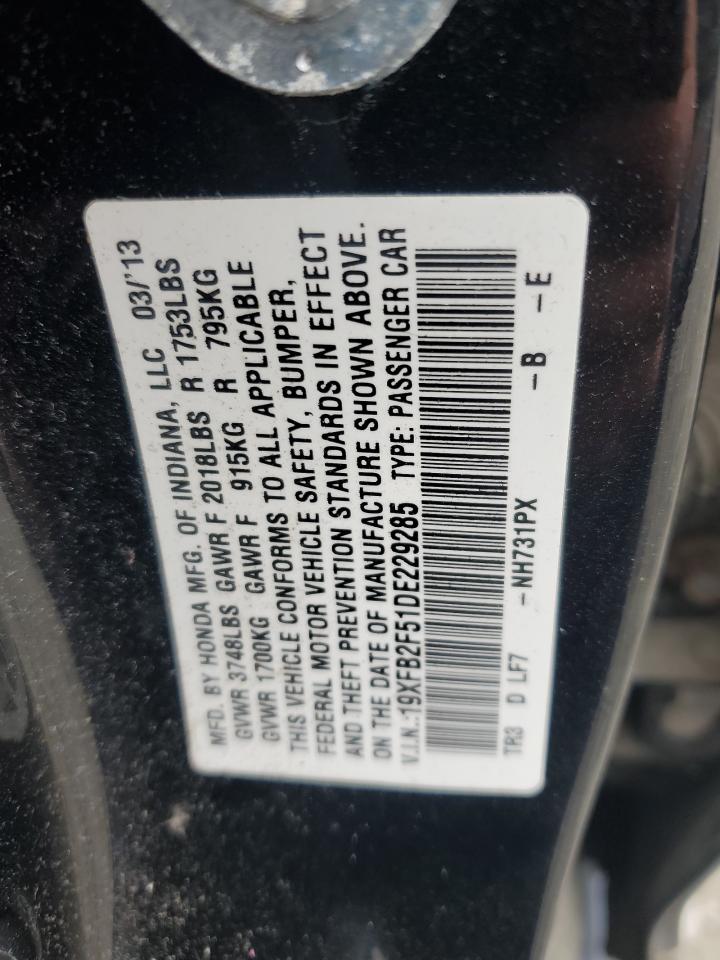 MFD. BY HONDA MFG. OF INDIANA, LLC 03/'13
GVWR 3748LBS GAWR F 2018LBS R 1753LBS
GVWR 1700KG GAWR F 915KG R 795KG
THIS VEHICLE CONFORMS TO ALL APPLICABLE
FEDERAL MOTOR VEHICLE SAFETY, BUMPER,
AND THEFT PREVENTION STANDARDS IN EFFECT
ON THE DATE OF MANUFACTURE SHOWN ABOVE.
V.I.N.:19XFB2F51DE229285 TYPE: PASSENGER CAR
TR3 D LF7 -NH731PX -B -E